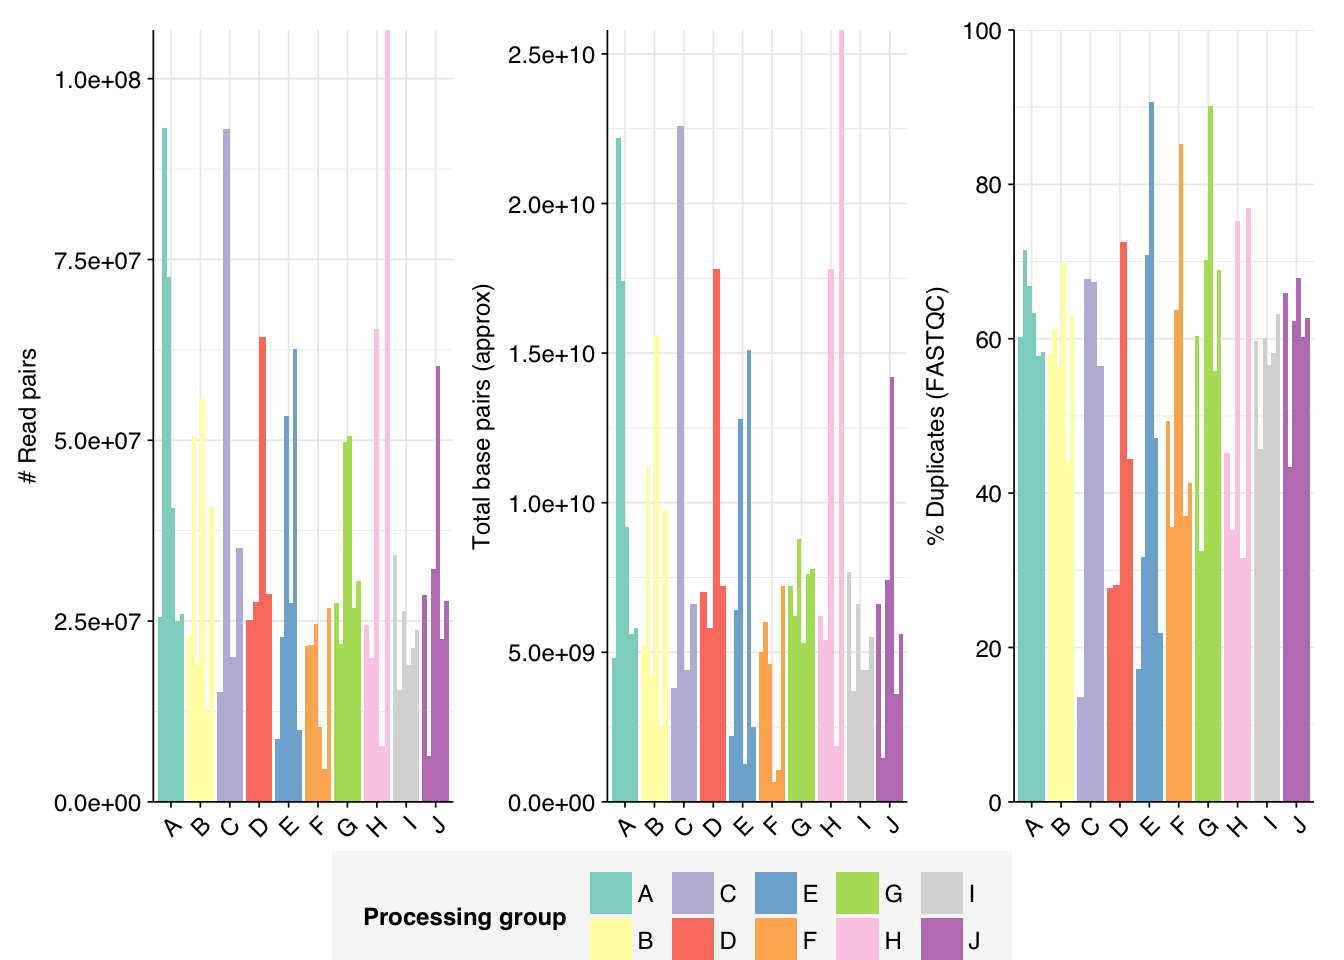 # Read pairs
1.0e+08
7.5e+07
5.0e+07
2.5e+07
0.0e+00
A B C D E F G H I J
Total base pairs (approx)
2.5e+10
2.0e+10
1.5e+10
1.0e+10
5.0e+09
0.0e+00
A B C D E F G H I J
% Duplicates (FASTQC)
100
80
60
40
20
0
A B C D E F G H I J
Processing group
A C E G I
B D F H J